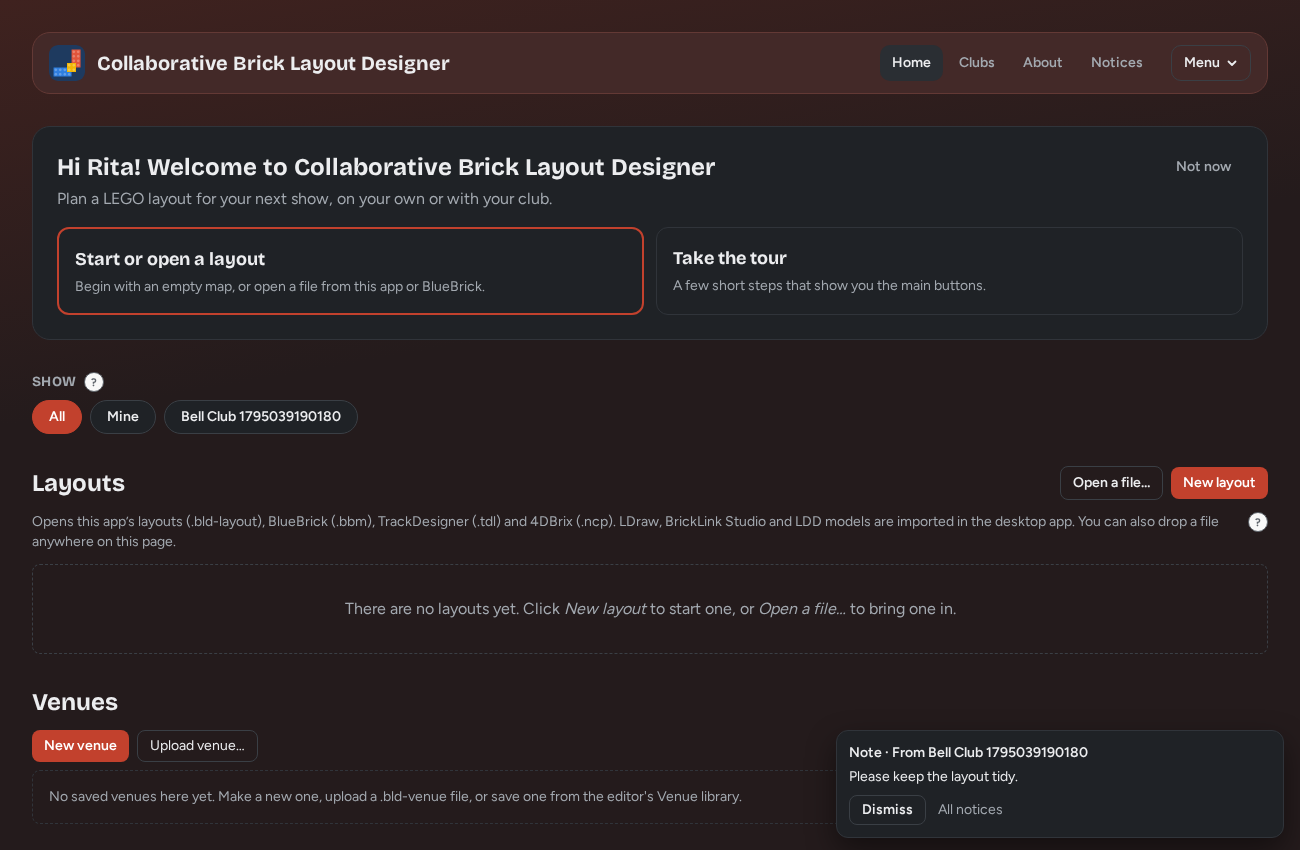 Collaborative Brick Layout Designer
Home Clubs About Notices Menu
Hi Rita! Welcome to Collaborative Brick Layout Designer
Not now
Plan a LEGO layout for your next show, on your own or with your club.
Start or open a layout
Begin with an empty map, or open a file from this app or BlueBrick.
Take the tour
A few short steps that show you the main buttons.
SHOW ?
All Mine Bell Club 1795039190180
Layouts
Open a file… New layout
Opens this app's layouts (.bld-layout), BlueBrick (.bbm), TrackDesigner (.tdl) and 4DBrix (.ncp). LDraw, BrickLink Studio and LDD models are imported in the desktop app. You can also drop a file
anywhere on this page.
?
There are no layouts yet. Click New layout to start one, or Open a file… to bring one in.
Venues
New venue Upload venue…
No saved venues here yet. Make a new one, upload a .bld-venue file, or save one from the editor's Venue library.
Note · From Bell Club 1795039190180
Please keep the layout tidy.
Dismiss All notices